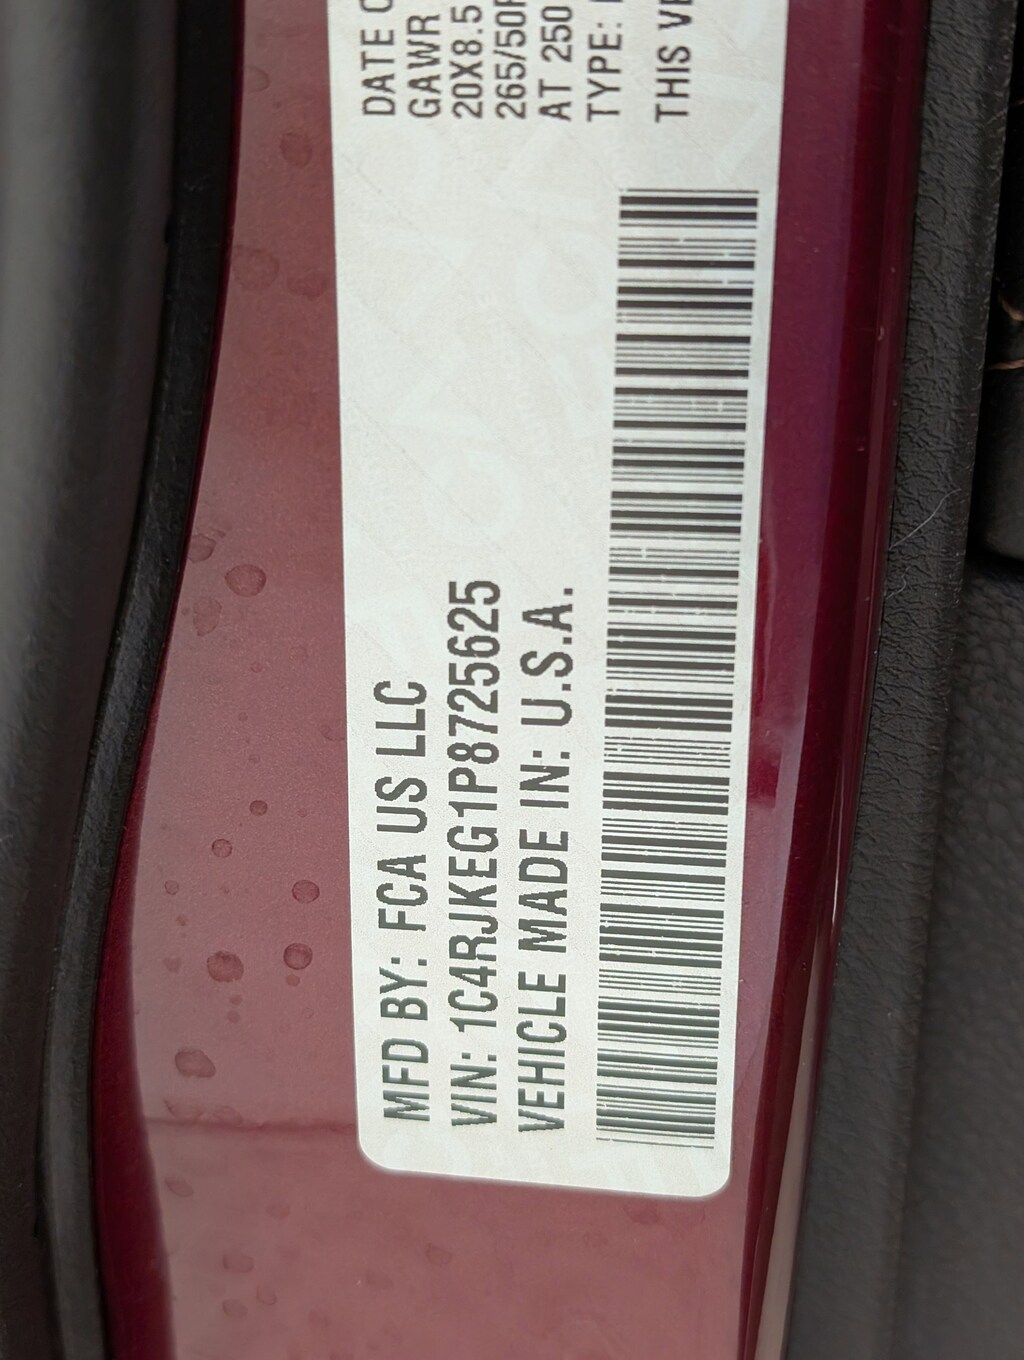 MFD BY: FCA US LLC
VIN: 1C4RJKEG1P8725625
VEHICLE MADE IN: U.S.A.
DATE
GAWR
20X8.5
AT 250
TYPE:
THIS